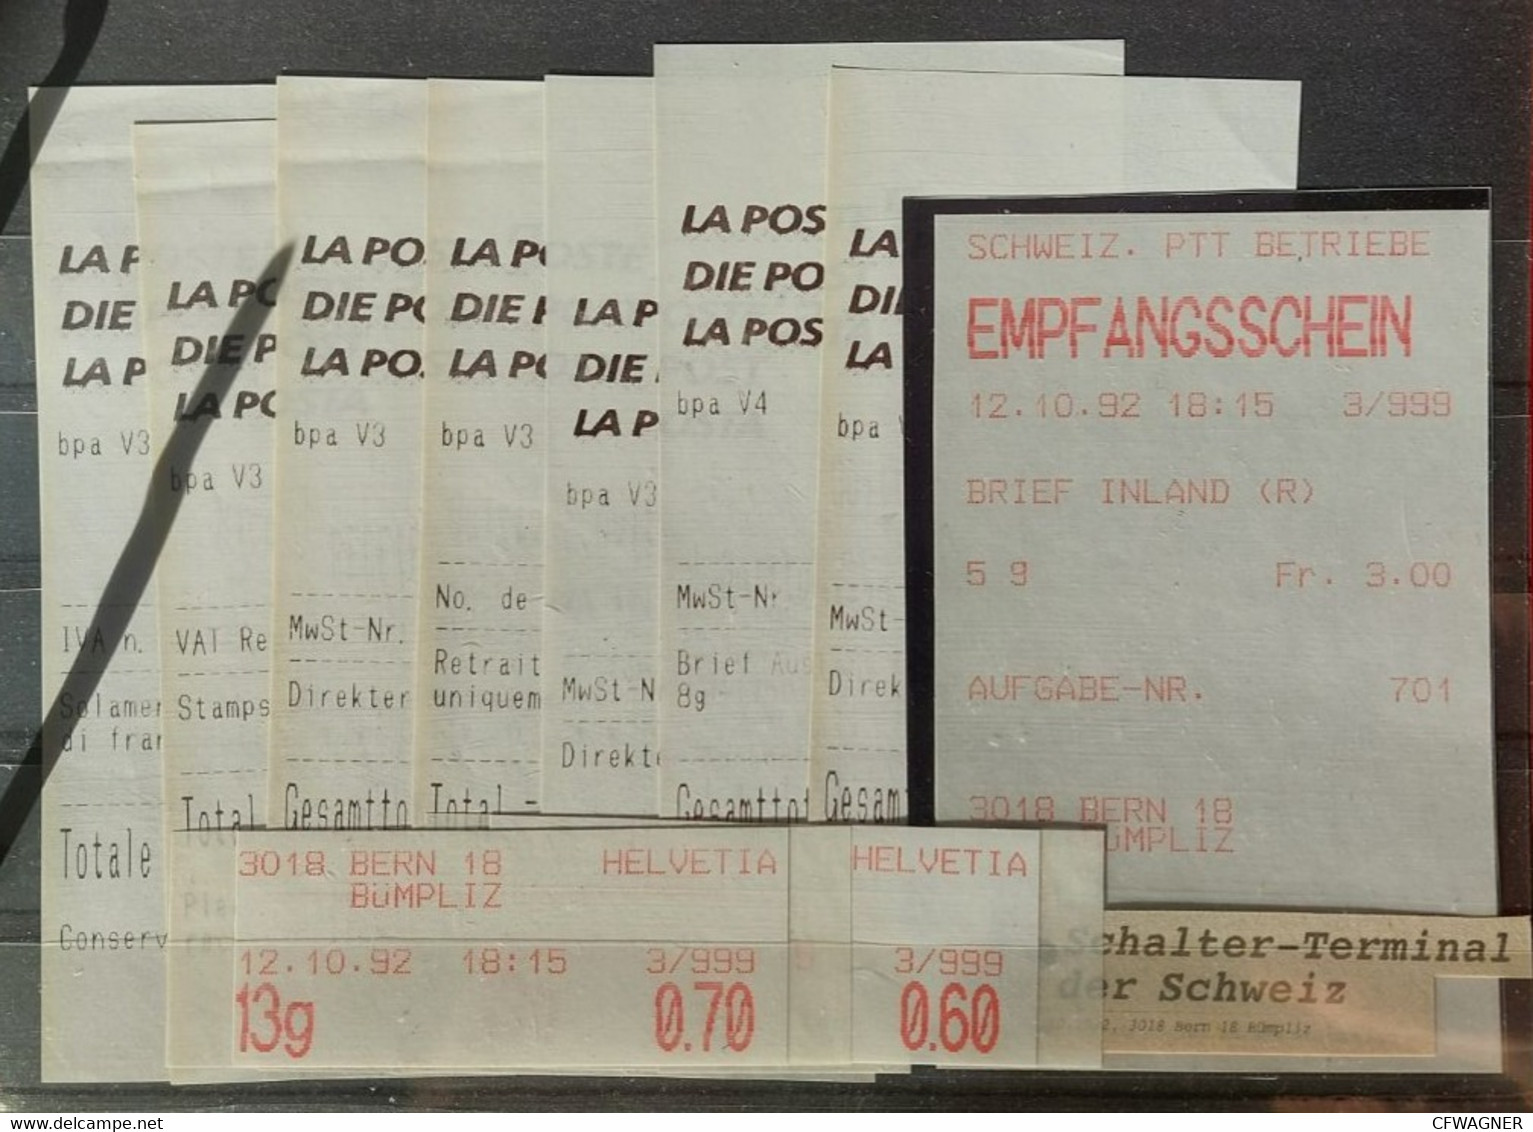 LA P
DIE
LA P
bpa V3
IVA n.
Solamen
di fran
Totale
Conserv
LA PO
DIE P
LA PO
bpa V3
VAT Re
Stamps
Total
LA PO
DIE PO
LA PO
bpa V3
MwSt-Nr.
Direkter
Gesamtto
LA PO
DIE
LA PO
bpa V3
No. de
Retrait
uniquem
Total -
LA P
DIE
LA P
bpa V3
MwSt-N
Direkte
LA POS
DIE PO
LA POS
bpa V4
MwSt-Nr
Brief Aus
8g
Gesamttot
LA
DIE
LA
bpa
MwSt-
Direk
Gesam
SCHWEIZ. PTT BETRIEBE
EMPFANGSSCHEIN
12.10.92 18:15 3/999
BRIEF INLAND (R)
5 g Fr. 3.00
AUFGABE-NR. 701
3018 BERN 18
BÜMPLIZ
3018 BERN 18 HELVETIA
BÜMPLIZ
12.10.92 18:15 3/999
13g 0.70
HELVETIA
3/999
0.60
Schalter-Terminal
der Schweiz
3018 Bern 18 Bümpliz
CFWAGNER